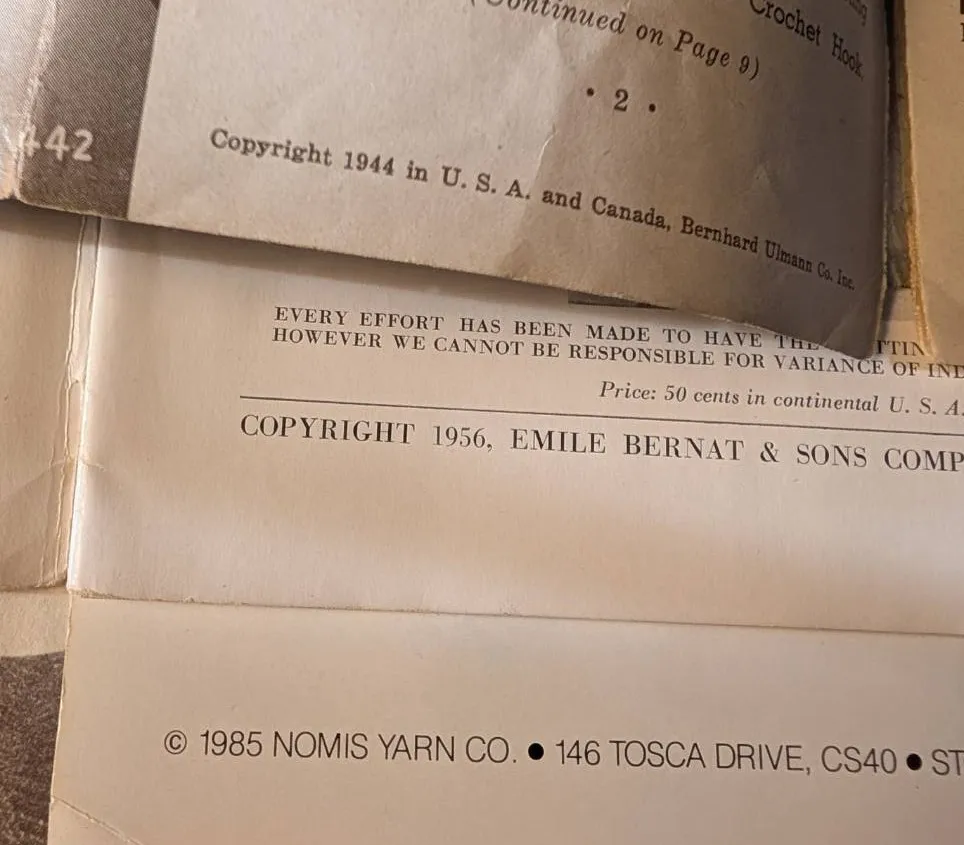 Crochet Hook.
(Continued on Page 9)
• 2 •
442
Copyright 1944 in U. S. A. and Canada, Bernhard Ulmann Co. Inc.
EVERY EFFORT HAS BEEN MADE TO HAVE THE
HOWEVER WE CANNOT BE RESPONSIBLE FOR VARIANCE OF
Price: 50 cents in continental U. S. A.
COPYRIGHT 1956, EMILE BERNAT & SONS
© 1985 NOMIS YARN CO. ● 146 TOSCA DRIVE, CS40 ●